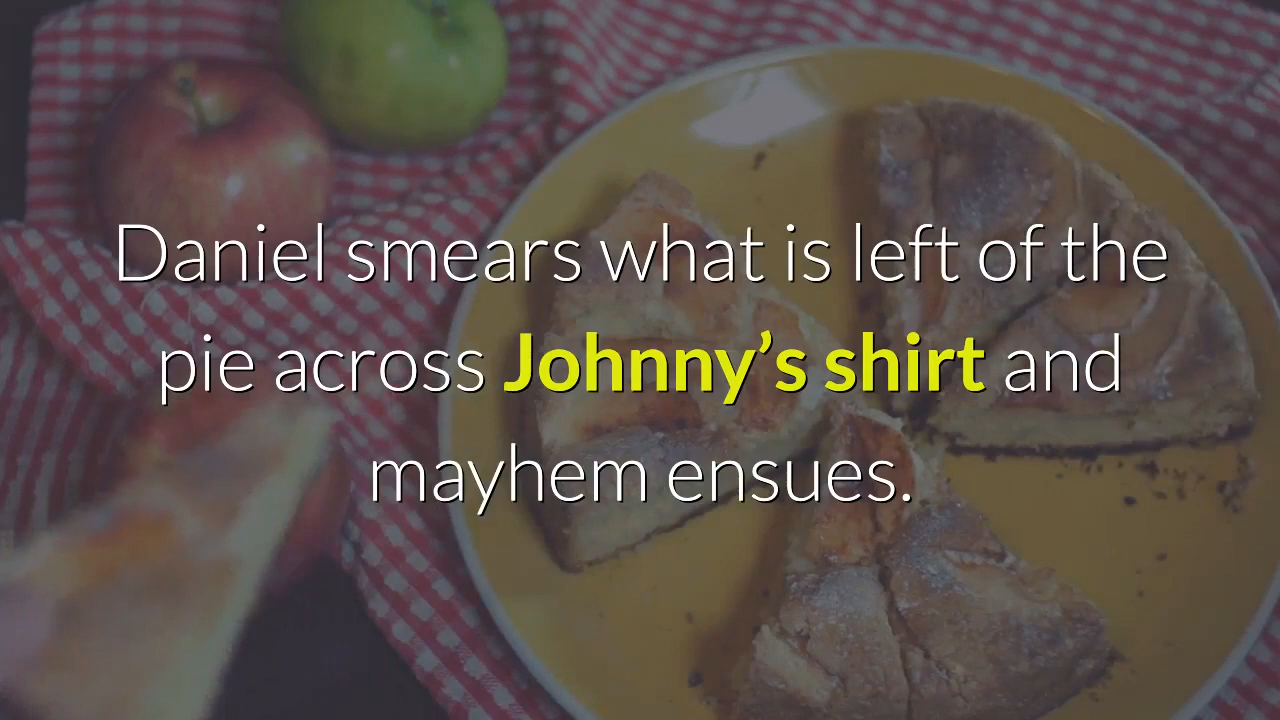 Daniel smears what is left of the
pie across Johnny’s shirt and
mayhem ensues.